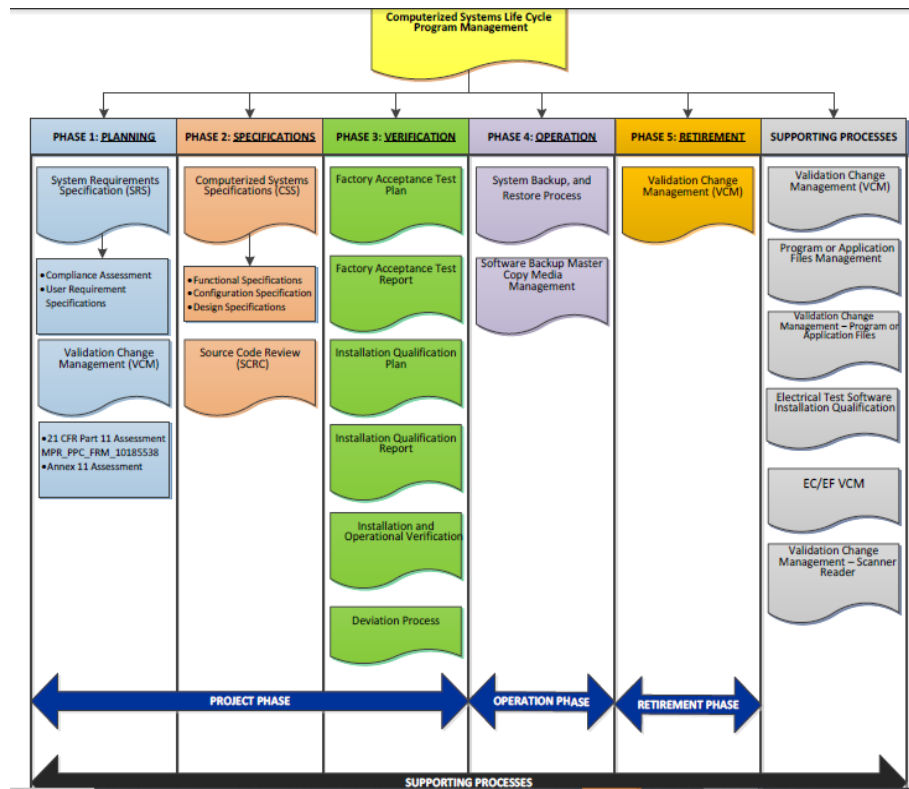 Computerized Systems Life Cycle
Program Management
PHASE 1: PLANNING
PHASE 2: SPECIFICATIONS
PHASE 3: VERIFICATION
PHASE 4: OPERATION
PHASE 5: RETIREMENT
SUPPORTING PROCESSES
System Requirements
Specification (SRS)
•Compliance Assessment
•User Requirement
Specifications
Validation Change
Management (VCM)
•21 CFR Part 11 Assessment
MPR_PPC_FRM_10185538
•Annex 11 Assessment
Computerized Systems
Specifications (CSS)
•Functional Specifications
•Configuration Specification
•Design Specifications
Source Code Review
(SCRC)
Factory Acceptance Test
Plan
Factory Acceptance Test
Report
Installation Qualification
Plan
Installation Qualification
Report
Installation and
Operational Verification
Deviation Process
System Backup, and
Restore Process
Software Backup Master
Copy Media
Management
Validation Change
Management (VCM)
Validation Change
Management (VCM)
Program or Application
Files Management
Validation Change
Management – Program or
Application Files
Electrical Test Software
Installation Qualification
EC/EF VCM
Validation Change
Management – Scanner
Reader
PROJECT PHASE
OPERATION PHASE
RETIREMENT PHASE
SUPPORTING PROCESSES